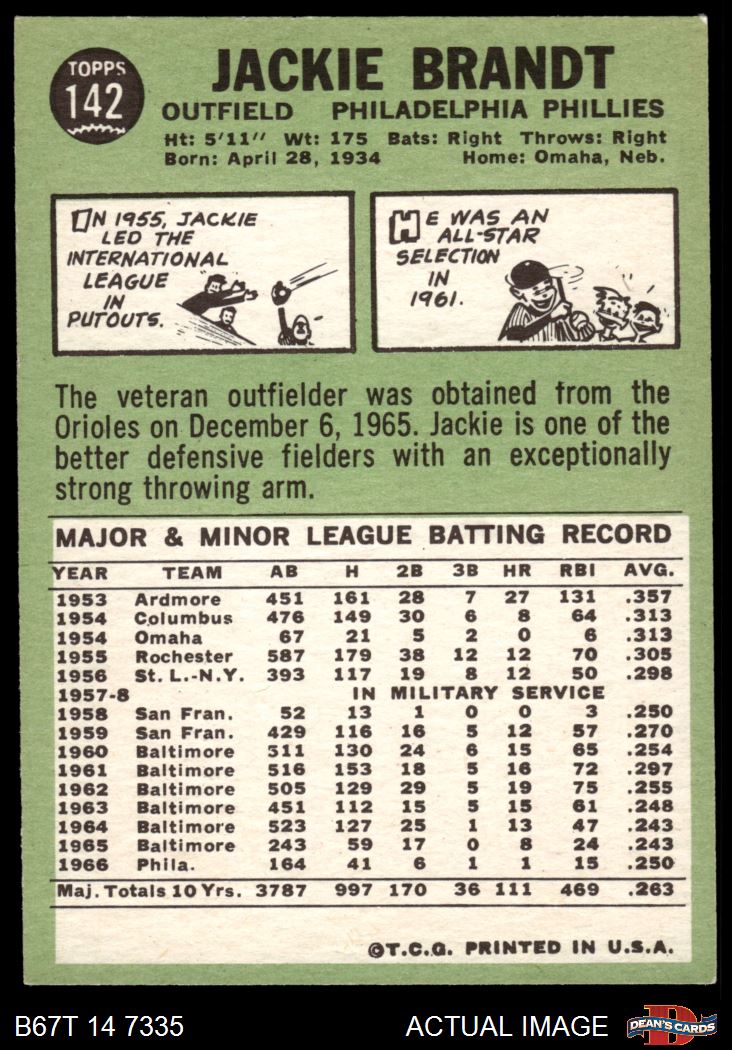 TOPPS
142
JACKIE BRANDT
OUTFIELD PHILADELPHIA PHILLIES
Ht: 5'11" Wt: 175 Bats: Right Throws: Right
Born: April 28, 1934 Home: Omaha, Neb.
IN 1955, JACKIE
LED THE
INTERNATIONAL
LEAGUE
IN
PUTOUTS.
HE WAS AN
ALL-STAR
SELECTION
IN
1961.
The veteran outfielder was obtained from the
Orioles on December 6, 1965. Jackie is one of the
better defensive fielders with an exceptionally
strong throwing arm.
MAJOR & MINOR LEAGUE BATTING RECORD
YEAR TEAM AB H 2B 3B HR RBI AVG.
1953 Ardmore 451 161 28 7 27 131 .357
1954 Columbus 476 149 30 6 8 64 .313
1954 Omaha 67 21 5 2 0 6 .313
1955 Rochester 587 179 38 12 12 70 .305
1956 St. L.-N.Y. 393 117 19 8 12 50 .298
1957-8 IN MILITARY SERVICE
1958 San Fran. 52 13 1 0 0 3 .250
1959 San Fran. 429 116 16 5 12 57 .270
1960 Baltimore 511 130 24 6 15 65 .254
1961 Baltimore 516 153 18 5 16 72 .297
1962 Baltimore 505 129 29 5 19 75 .255
1963 Baltimore 451 112 15 5 15 61 .248
1964 Baltimore 523 127 25 1 13 47 .243
1965 Baltimore 243 59 17 0 8 24 .243
1966 Phila. 164 41 6 1 1 15 .250
Maj. Totals 10 Yrs. 3787 997 170 36 111 469 .263
©T.C.G. PRINTED IN U.S.A.
B67T 14 7335 ACTUAL IMAGE DEAN'S CARDS